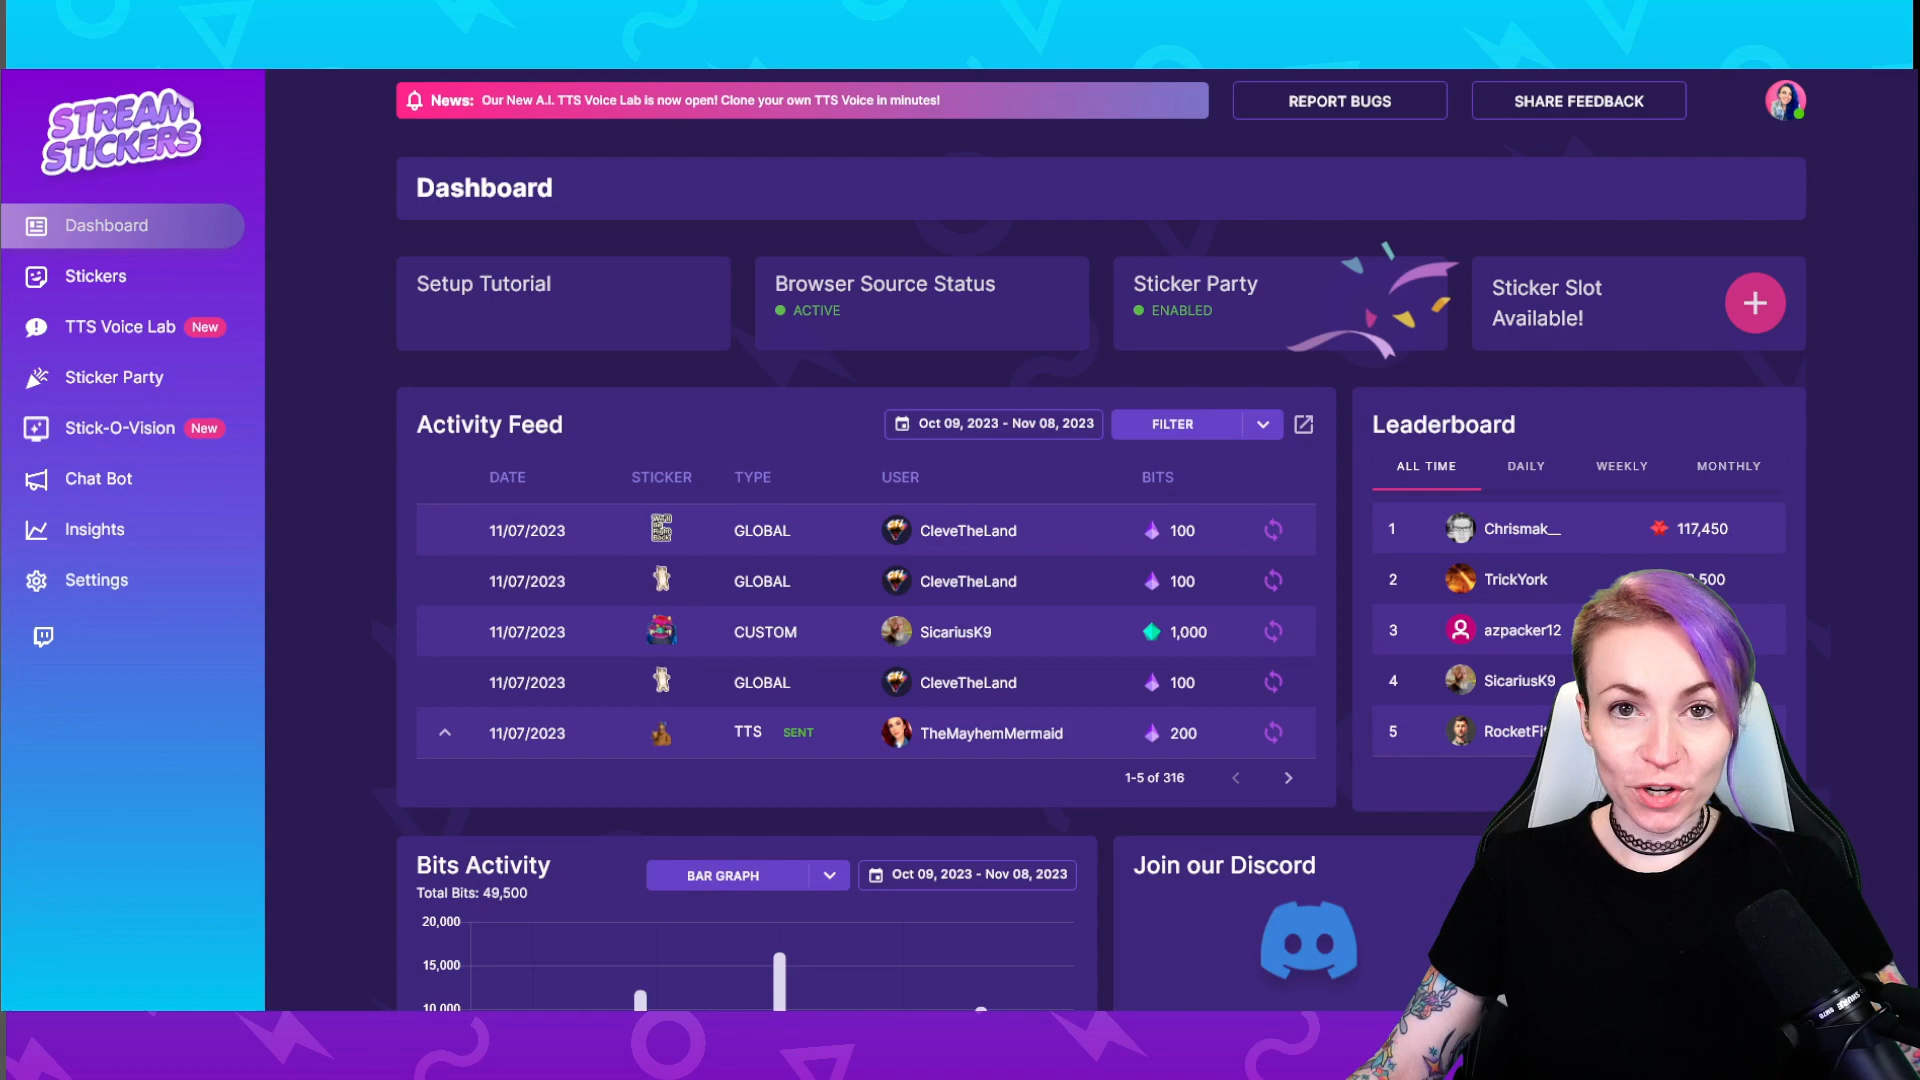 STREAM
STICKERS
News: Our New A.I. TTS Voice Lab is now open! Clone your own TTS Voice in minutes!
REPORT BUGS
SHARE FEEDBACK
Dashboard
Stickers
TTS Voice Lab New
Sticker Party
Stick-O-Vision New
Chat Bot
Insights
Settings
Dashboard
Setup Tutorial
Browser Source Status
ACTIVE
Sticker Party
ENABLED
Sticker Slot
Available!
Activity Feed
Oct 09, 2023 - Nov 08, 2023
FILTER
DATE STICKER TYPE USER BITS
11/07/2023 GLOBAL CleveTheLand 100
11/07/2023 GLOBAL CleveTheLand 100
11/07/2023 CUSTOM SicariusK9 1,000
11/07/2023 GLOBAL CleveTheLand 100
11/07/2023 TTS SENT TheMayhemMermaid 200
1-5 of 316
Leaderboard
ALL TIME DAILY WEEKLY MONTHLY
1 Chrismak__ 117,450
2 TrickYork
3 azpacker12
4 SicariusK9
5
Bits Activity
Total Bits: 49,500
BAR GRAPH
Oct 09, 2023 - Nov 08, 2023
20,000
15,000
10,000
Join our Discord